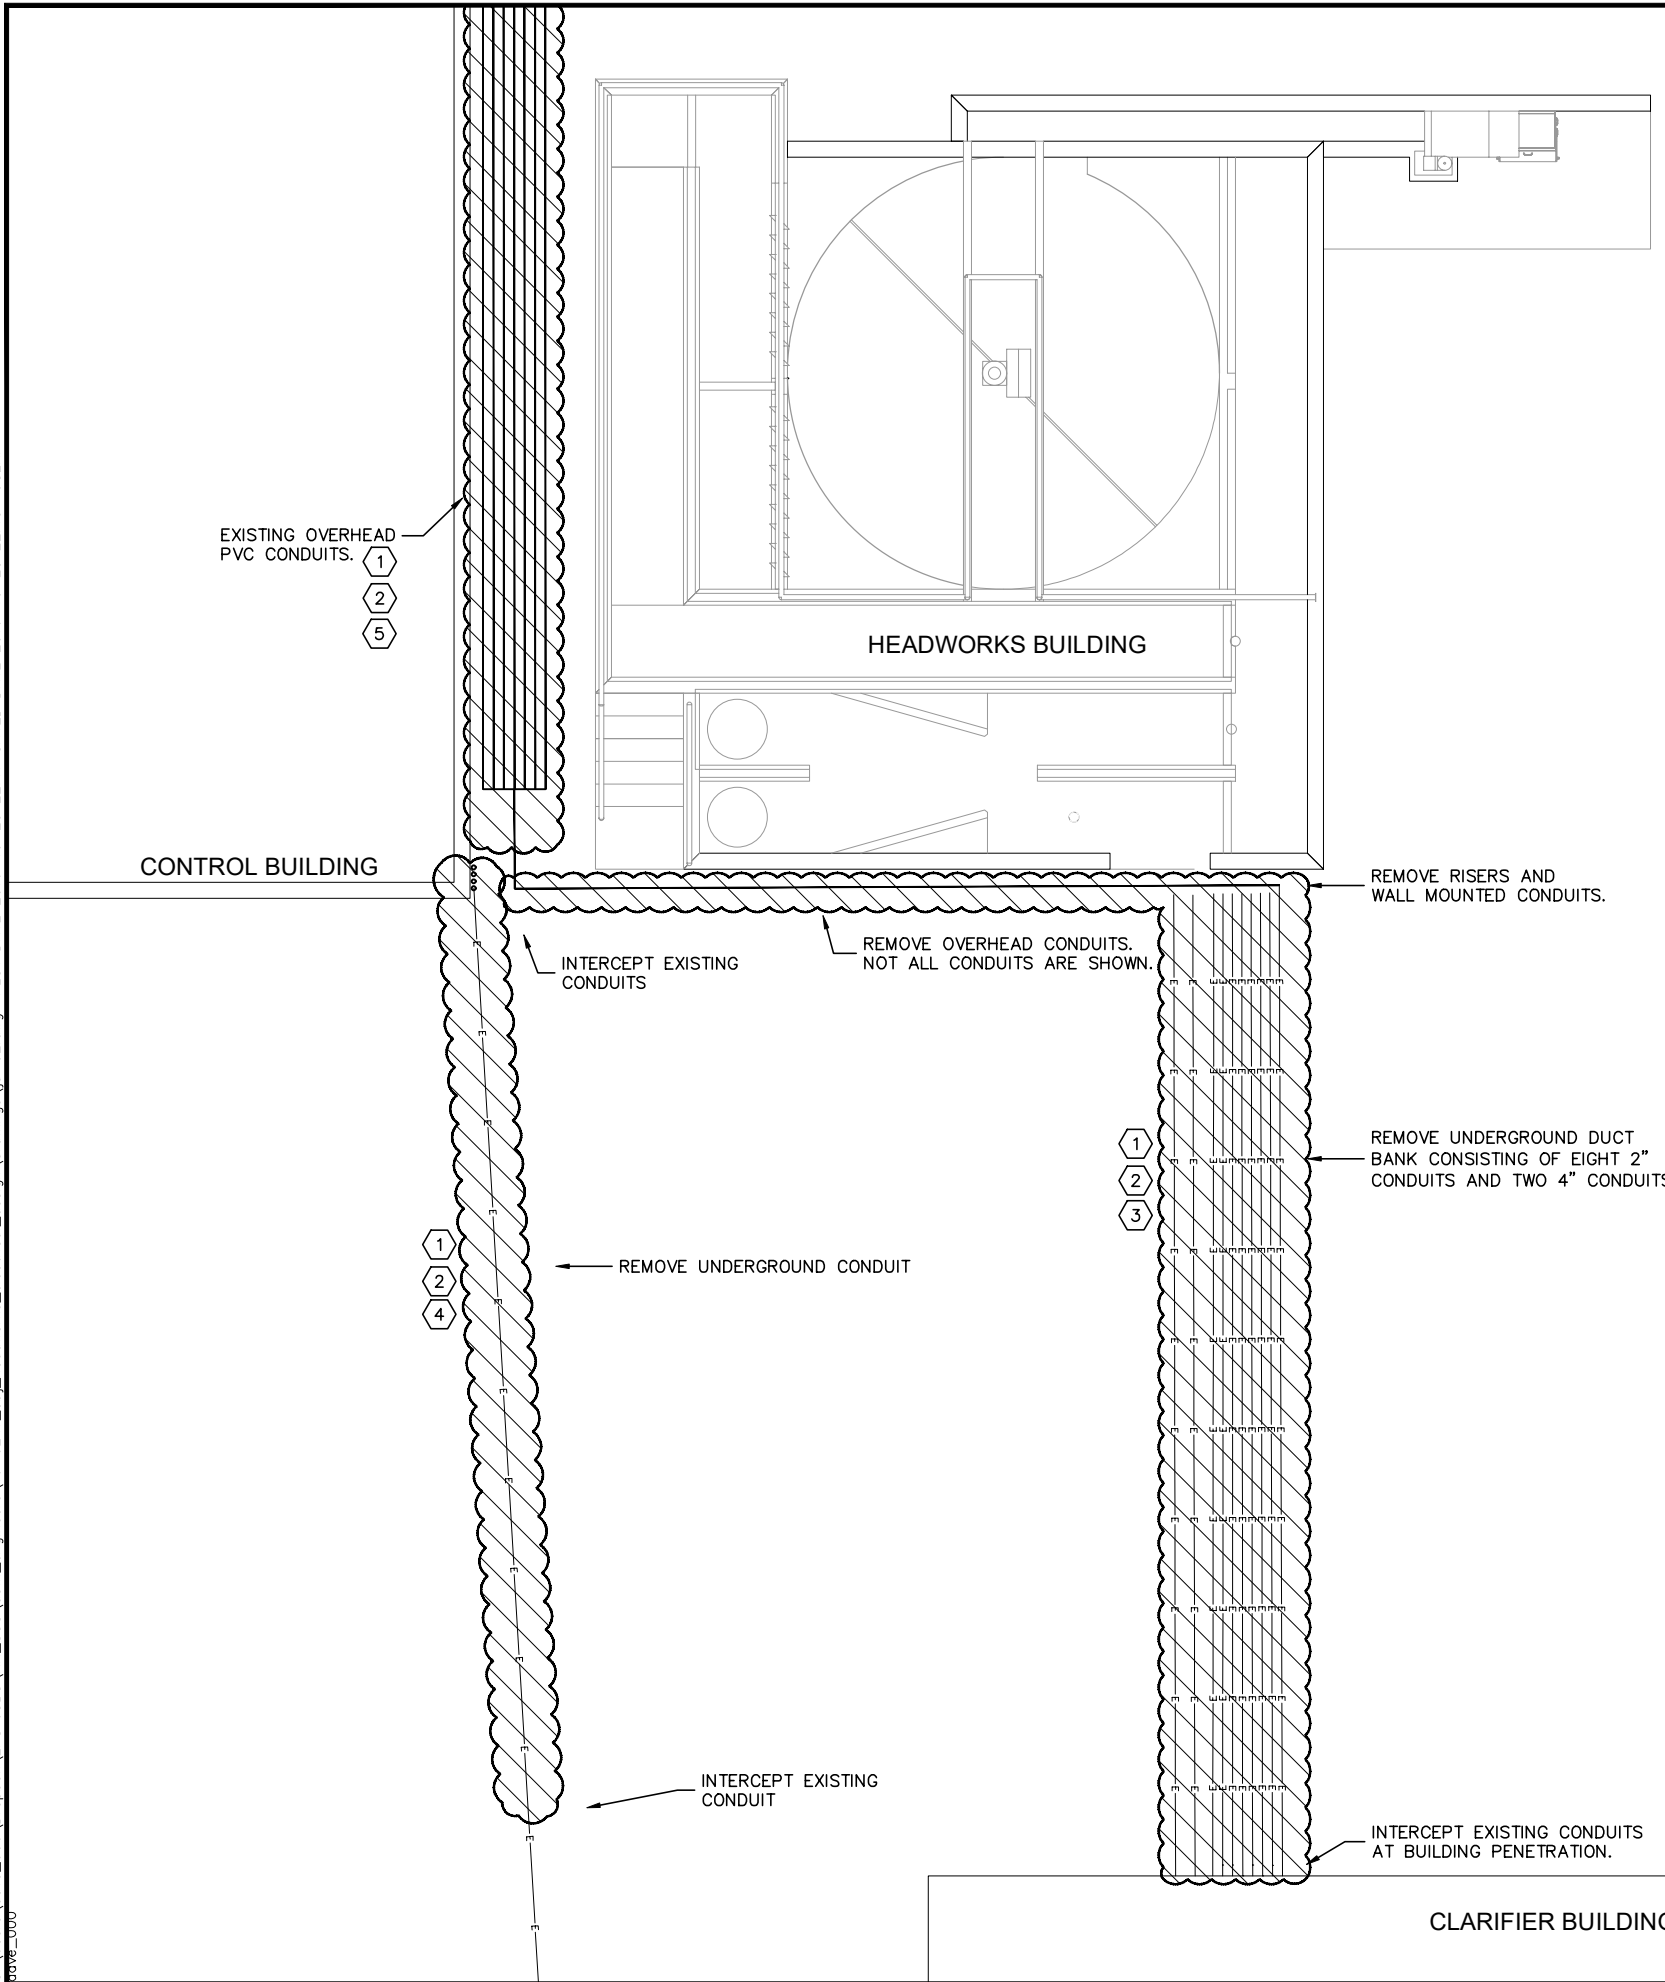 EXISTING OVERHEAD
PVC CONDUITS.
1
2
5
HEADWORKS BUILDING
CONTROL BUILDING
REMOVE RISERS AND
WALL MOUNTED CONDUITS.
INTERCEPT EXISTING
CONDUITS
REMOVE OVERHEAD CONDUITS.
NOT ALL CONDUITS ARE SHOWN.
1
2
3
REMOVE UNDERGROUND DUCT
BANK CONSISTING OF EIGHT 2"
CONDUITS AND TWO 4" CONDUITS
1
2
4
REMOVE UNDERGROUND CONDUIT
INTERCEPT EXISTING
CONDUIT
INTERCEPT EXISTING CONDUITS
AT BUILDING PENETRATION.
CLARIFIER BUILDING